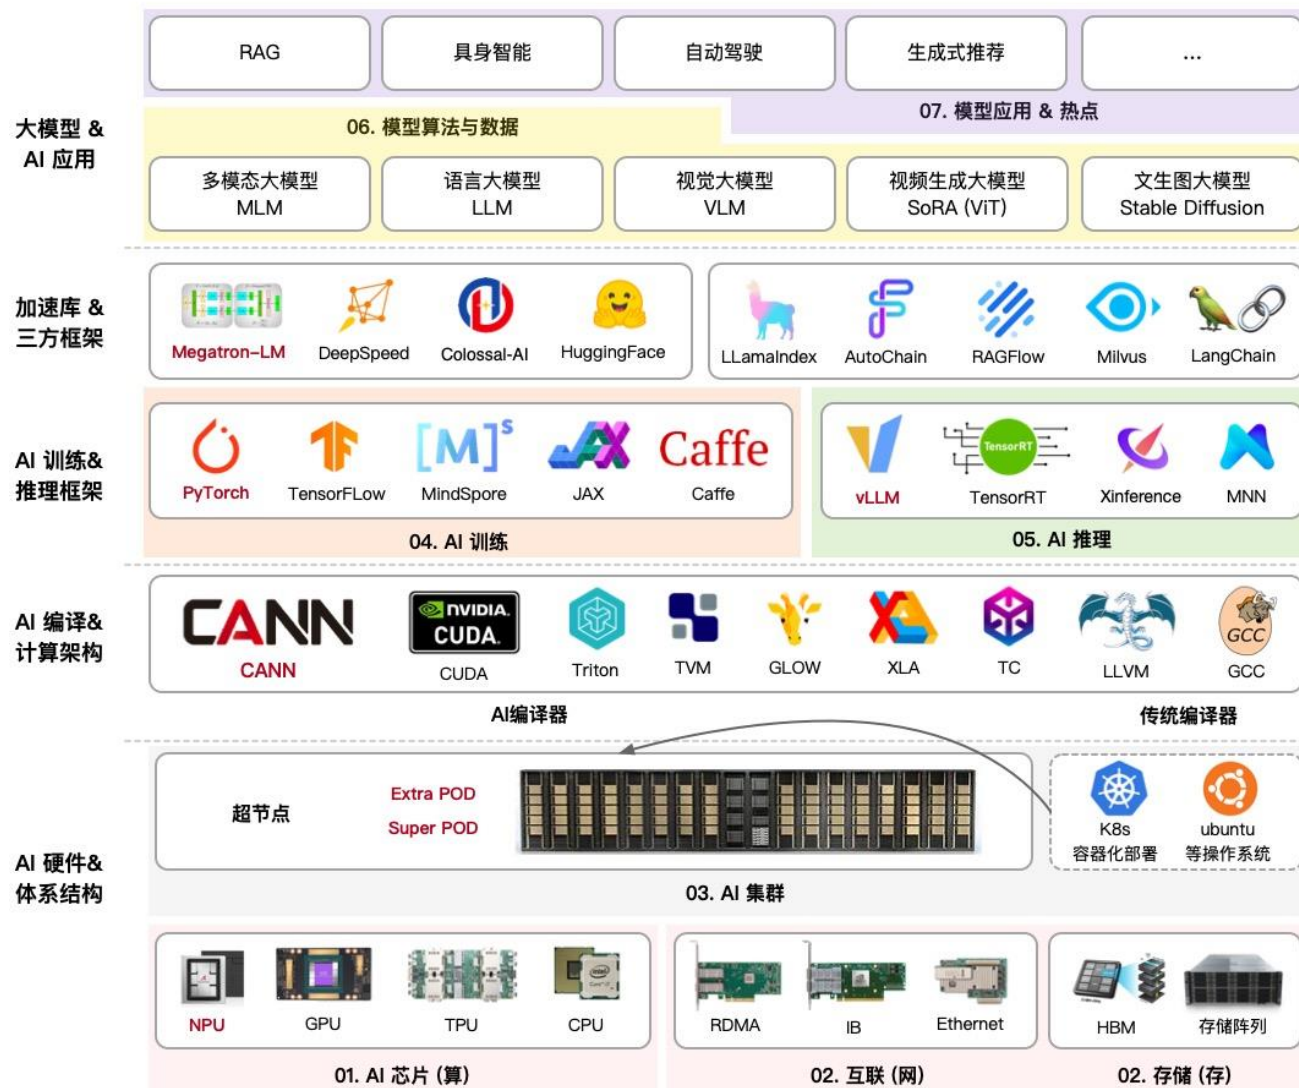 RAG
具身智能
自动驾驶
生成式推荐
...
大模型 &
AI 应用
06. 模型算法与数据
07. 模型应用 & 热点
多模态大模型
MLM
语言大模型
LLM
视觉大模型
VLM
视频生成大模型
SoRA (ViT)
文生图大模型
Stable Diffusion
加速库 &
三方框架
Megatron-LM
DeepSpeed
Colossal-AI
HuggingFace
LLamaIndex
AutoChain
RAGFlow
Milvus
LangChain
AI 训练&
推理框架
[M]s
JAX
Caffe
TensorRT
PyTorch
TensorFLow
MindSpore
JAX
Caffe
vLLM
TensorRT
Xinference
MNN
04. AI 训练
05. AI 推理
AI 编译&
计算架构
CANN
NVIDIA.
CUDA.
XLA
GCC
CANN
CUDA
Triton
TVM
GLOW
XLA
TC
LLVM
GCC
AI编译器
传统编译器
AI 硬件&
体系结构
超节点
Extra POD
Super POD
K8s
容器化部署
ubuntu
等操作系统
03. AI 集群
intel
NPU
GPU
TPU
CPU
RDMA
IB
Ethernet
HBM
存储阵列
01. AI 芯片 (算)
02. 互联 (网)
02. 存储 (存)